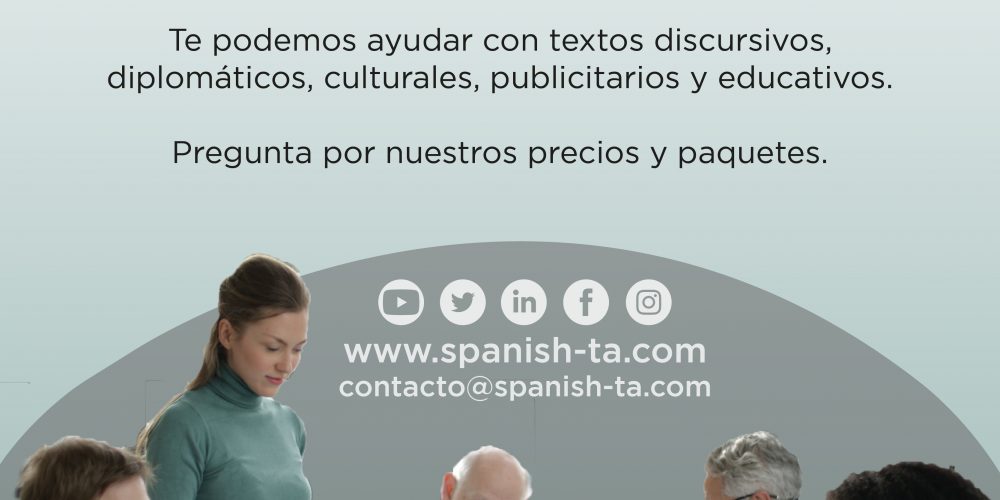 Te podemos ayudar con textos discursivos,
diplomáticos, culturales, publicitarios y educativos.
Pregunta por nuestros precios y paquetes.
www.spanish-ta.com
contacto@spanish-ta.com